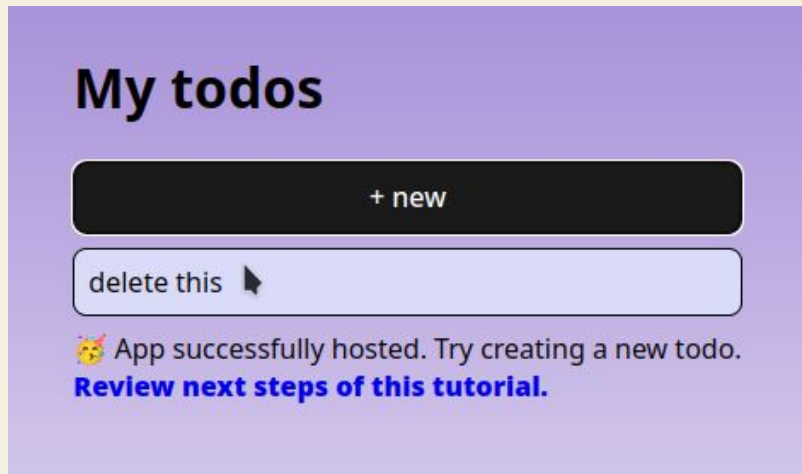 My todos
+ new
delete this
🥳 App successfully hosted. Try creating a new todo.
Review next steps of this tutorial.